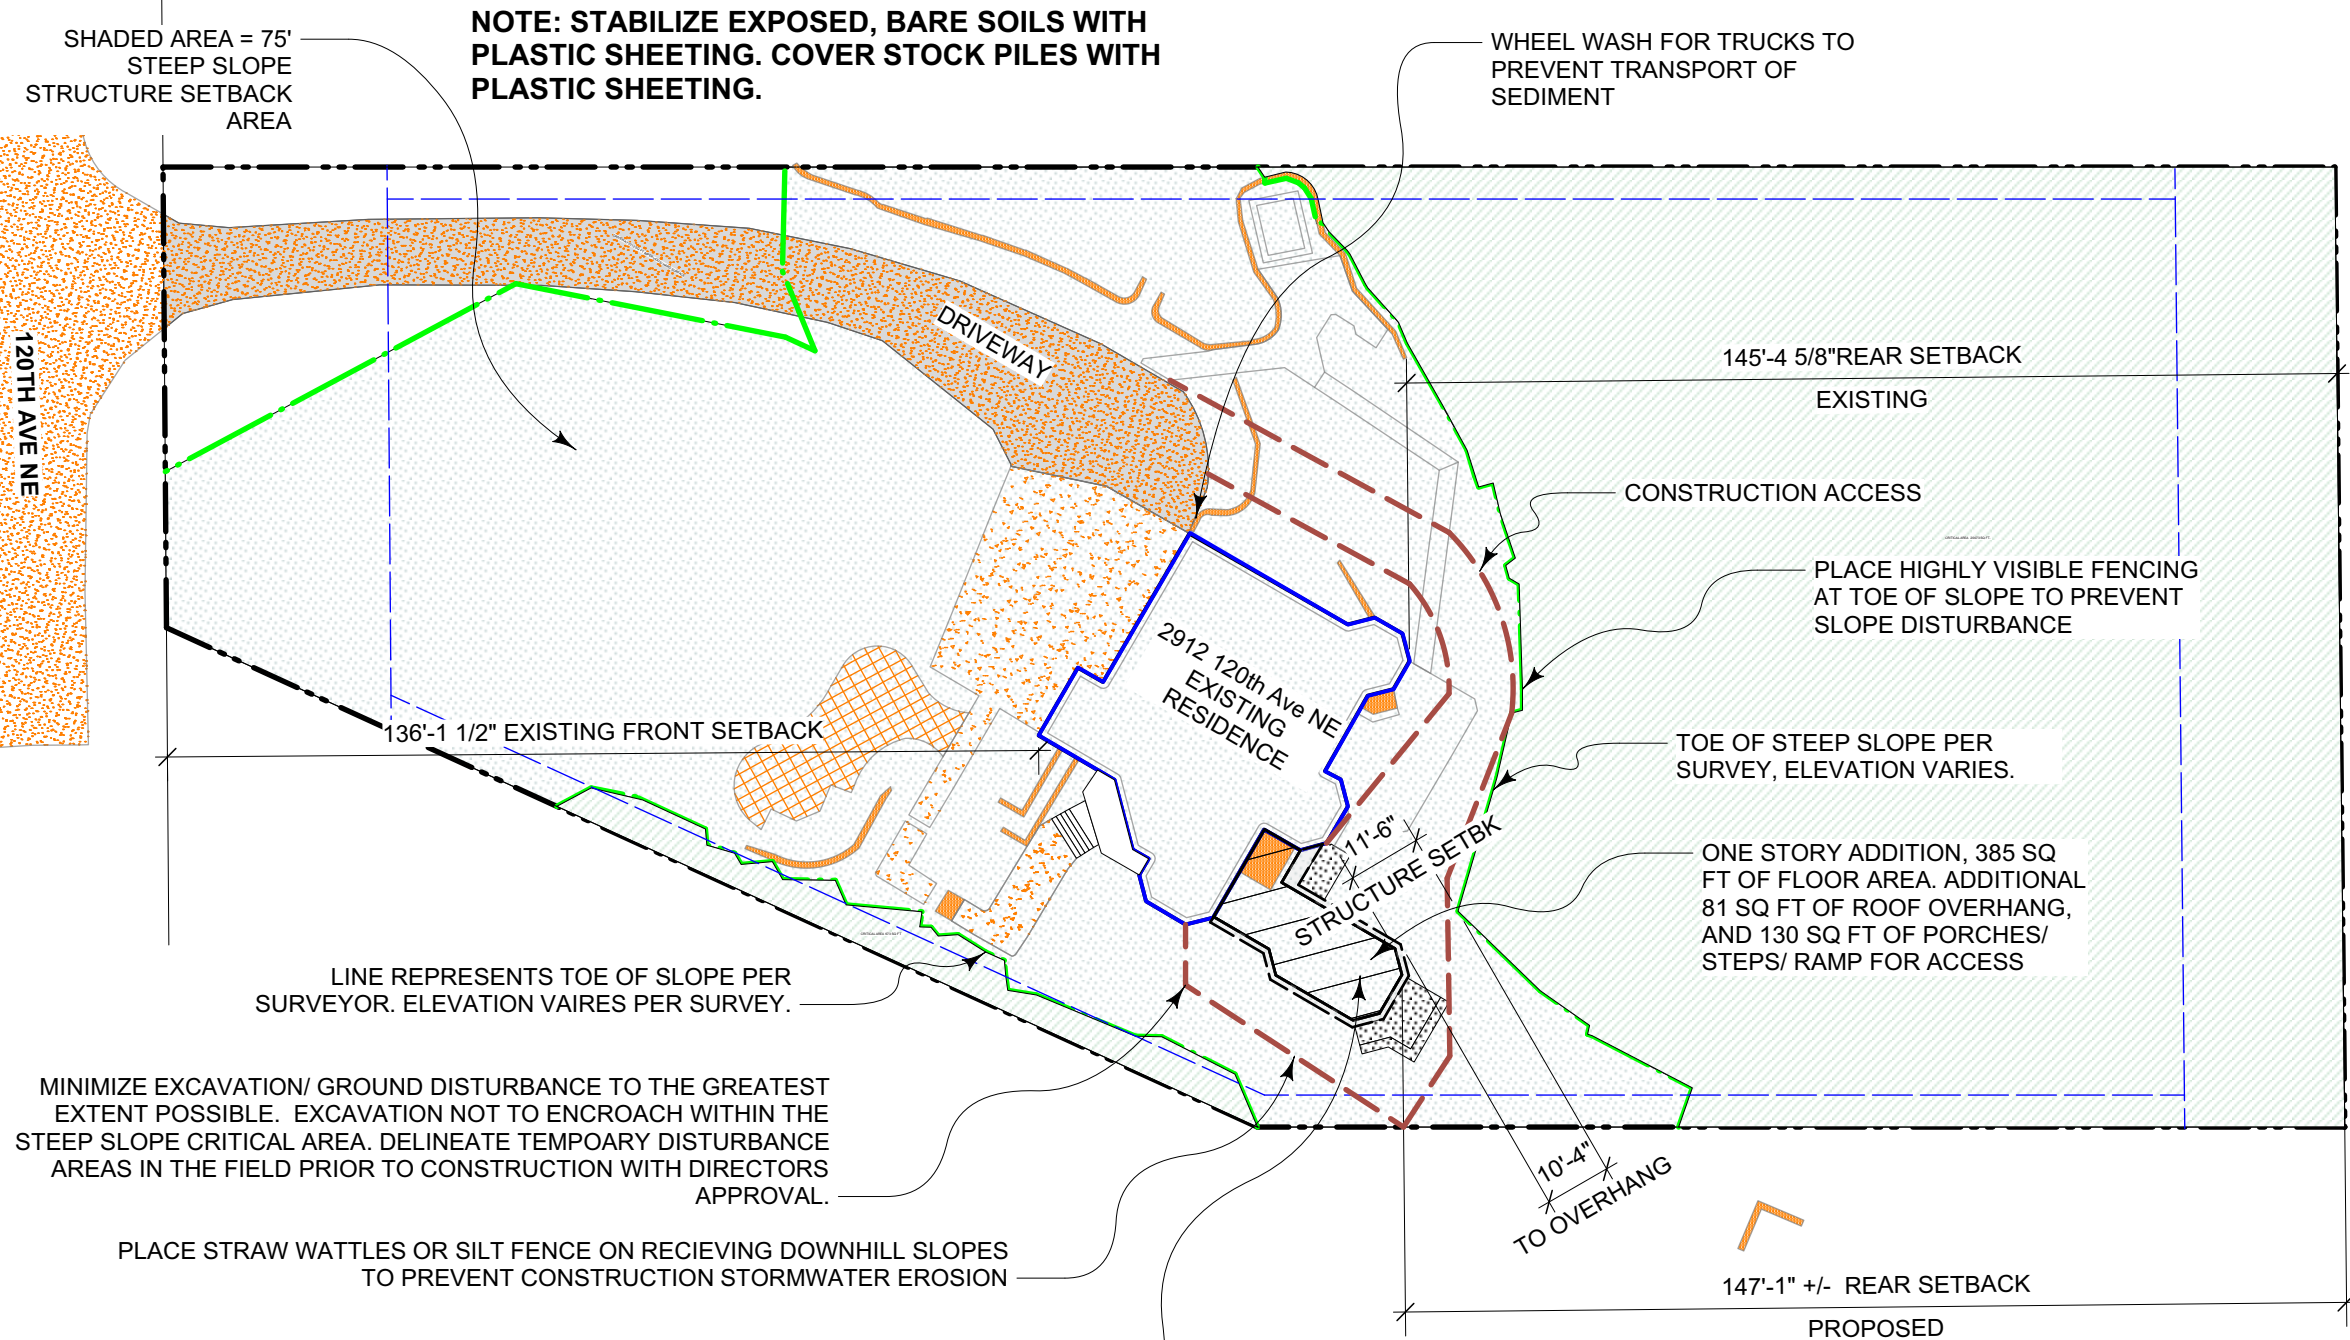 NOTE: STABILIZE EXPOSED, BARE SOILS WITH
PLASTIC SHEETING. COVER STOCK PILES WITH
PLASTIC SHEETING.
SHADED AREA = 75'
STEEP SLOPE
STRUCTURE SETBACK
AREA
WHEEL WASH FOR TRUCKS TO
PREVENT TRANSPORT OF
SEDIMENT
120TH AVE NE
DRIVEWAY
145'-4 5/8"REAR SETBACK
EXISTING
CONSTRUCTION ACCESS
PLACE HIGHLY VISIBLE FENCING
AT TOE OF SLOPE TO PREVENT
SLOPE DISTURBANCE
2912 120th Ave NE
EXISTING
RESIDENCE
136'-1 1/2" EXISTING FRONT SETBACK
TOE OF STEEP SLOPE PER
SURVEY, ELEVATION VARIES.
11'-6"
STRUCTURE SETBK
ONE STORY ADDITION, 385 SQ
FT OF FLOOR AREA. ADDITIONAL
81 SQ FT OF ROOF OVERHANG,
AND 130 SQ FT OF PORCHES/
STEPS/ RAMP FOR ACCESS
LINE REPRESENTS TOE OF SLOPE PER
SURVEYOR. ELEVATION VAIRES PER SURVEY.
MINIMIZE EXCAVATION/ GROUND DISTURBANCE TO THE GREATEST
EXTENT POSSIBLE. EXCAVATION NOT TO ENCROACH WITHIN THE
STEEP SLOPE CRITICAL AREA. DELINEATE TEMPOARY DISTURBANCE
AREAS IN THE FIELD PRIOR TO CONSTRUCTION WITH DIRECTORS
APPROVAL.
10'-4"
TO OVERHANG
PLACE STRAW WATTLES OR SILT FENCE ON RECIEVING DOWNHILL SLOPES
TO PREVENT CONSTRUCTION STORMWATER EROSION
147'-1" +/- REAR SETBACK
PROPOSED